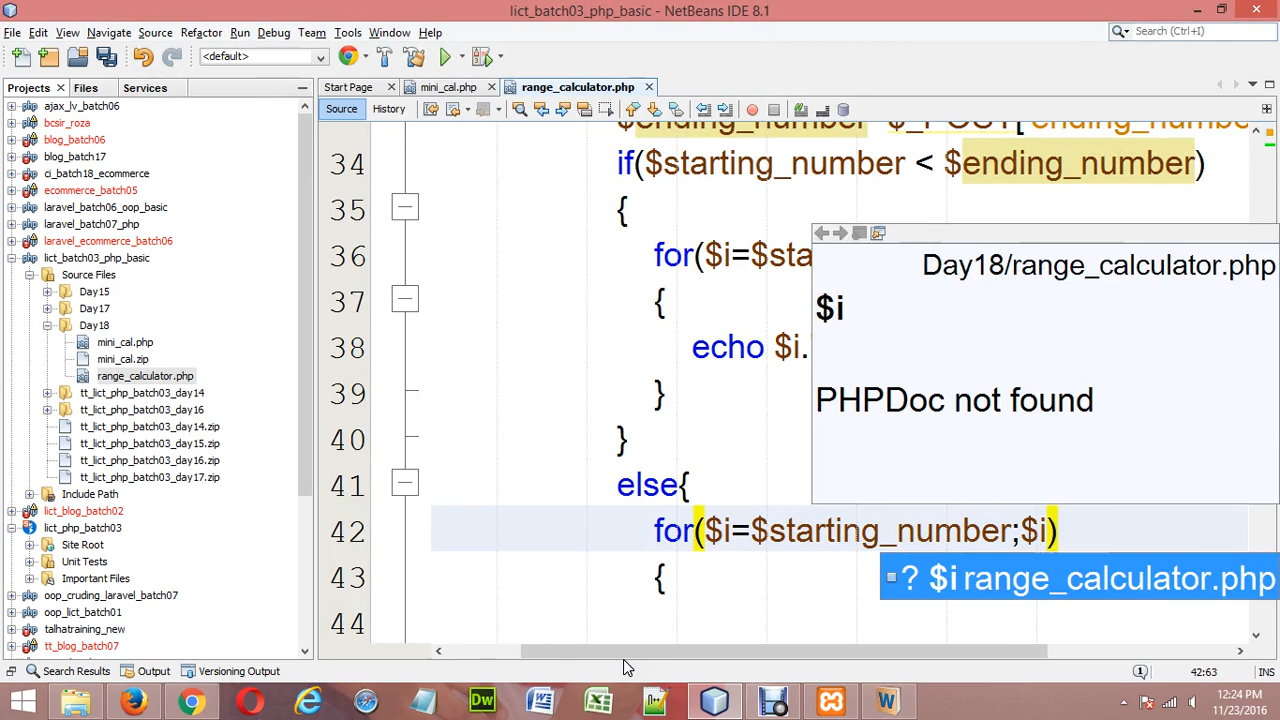 lict_batch03_php_basic - NetBeans IDE 8.1
File Edit View Navigate Source Refactor Run Debug Team Tools Window Help
Search (Ctrl+I)
<default>
Projects Files Services
Start Page mini_cal.php range_calculator.php
Source History
ajax_lv_batch06
bcsir_roza
blog_batch06
blog_batch17
ci_batch18_ecommerce
ecommerce_batch05
laravel_batch06_oop_basic
laravel_batch07_php
laravel_ecommerce_batch06
lict_batch03_php_basic
Source Files
Day15
Day17
Day18
mini_cal.php
mini_cal.zip
range_calculator.php
tt_lict_php_batch03_day14
tt_lict_php_batch03_day16
tt_lict_php_batch03_day14.zip
tt_lict_php_batch03_day15.zip
tt_lict_php_batch03_day16.zip
tt_lict_php_batch03_day17.zip
Include Path
lict_blog_batch02
lict_php_batch03
Site Root
Unit Tests
Important Files
oop_cruding_laravel_batch07
oop_lict_batch01
talhatraining_new
tt_blog_batch07
$ending_number $_POST['ending_numbe
34 if($starting_number < $ending_number)
35 {
36 for($i=$sta
37 {
38 echo $i.
39 }
40 }
41 else{
42 for($i=$starting_number;$i)
43 {
44
Day18/range_calculator.php
$i
PHPDoc not found
? $i range_calculator.php
Search Results Output Versioning Output
42:63 INS
12:24 PM
11/23/2016